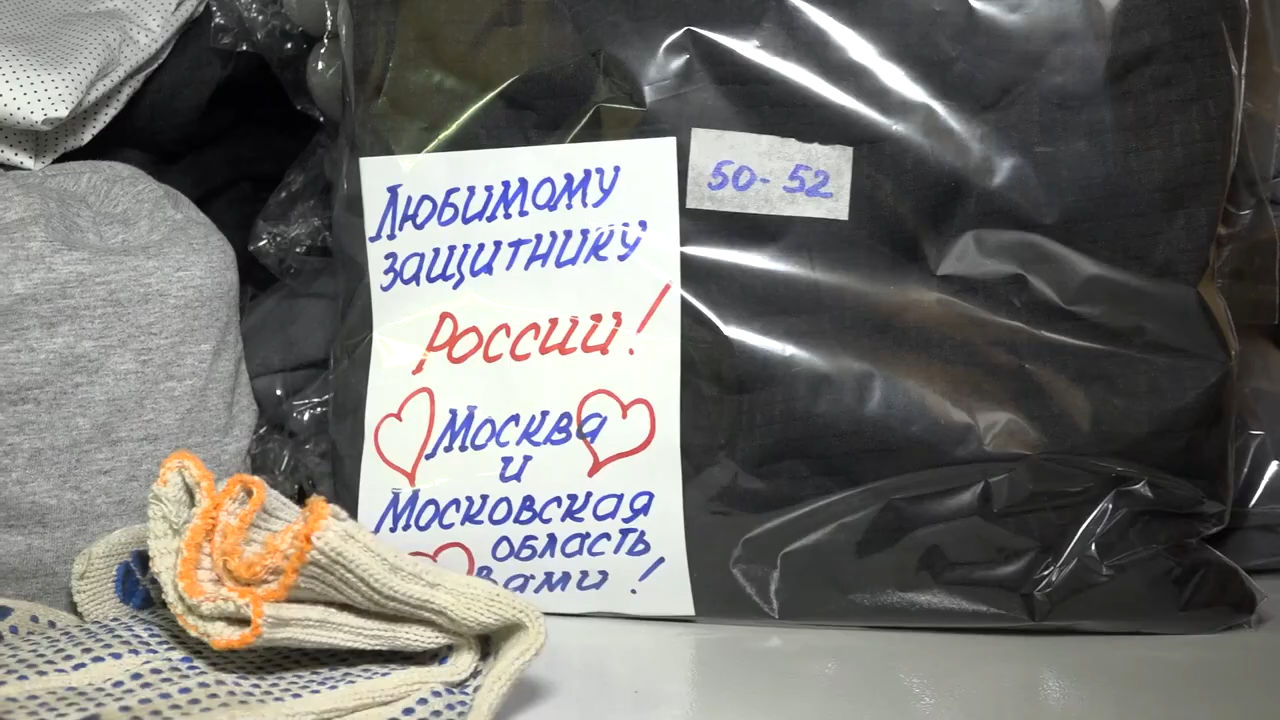 Любимому
защитнику
России!
Москва
и
Московская
область
вами!
50-52